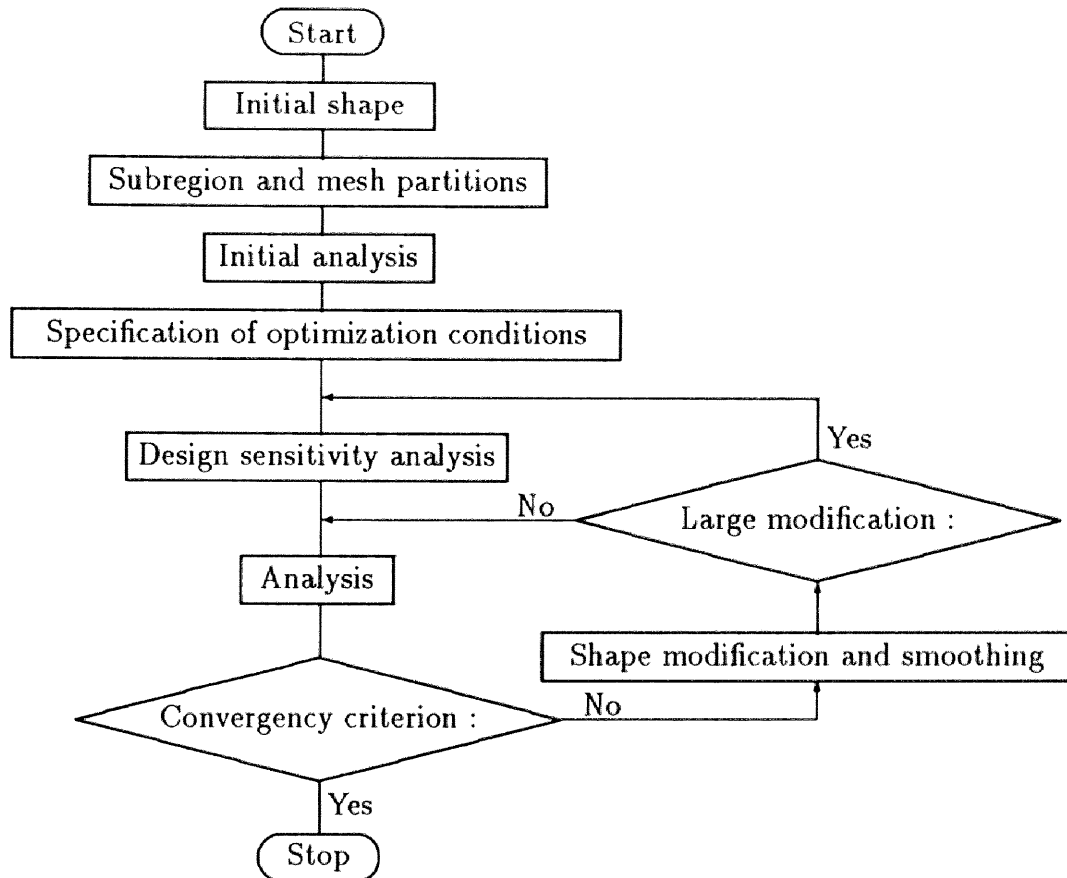 Start
Initial shape
Subregion and mesh partitions
Initial analysis
Specification of optimization conditions
Yes
Design sensitivity analysis
No
Large modification :
Analysis
Shape modification and smoothing
Convergency criterion :
No
Yes
Stop